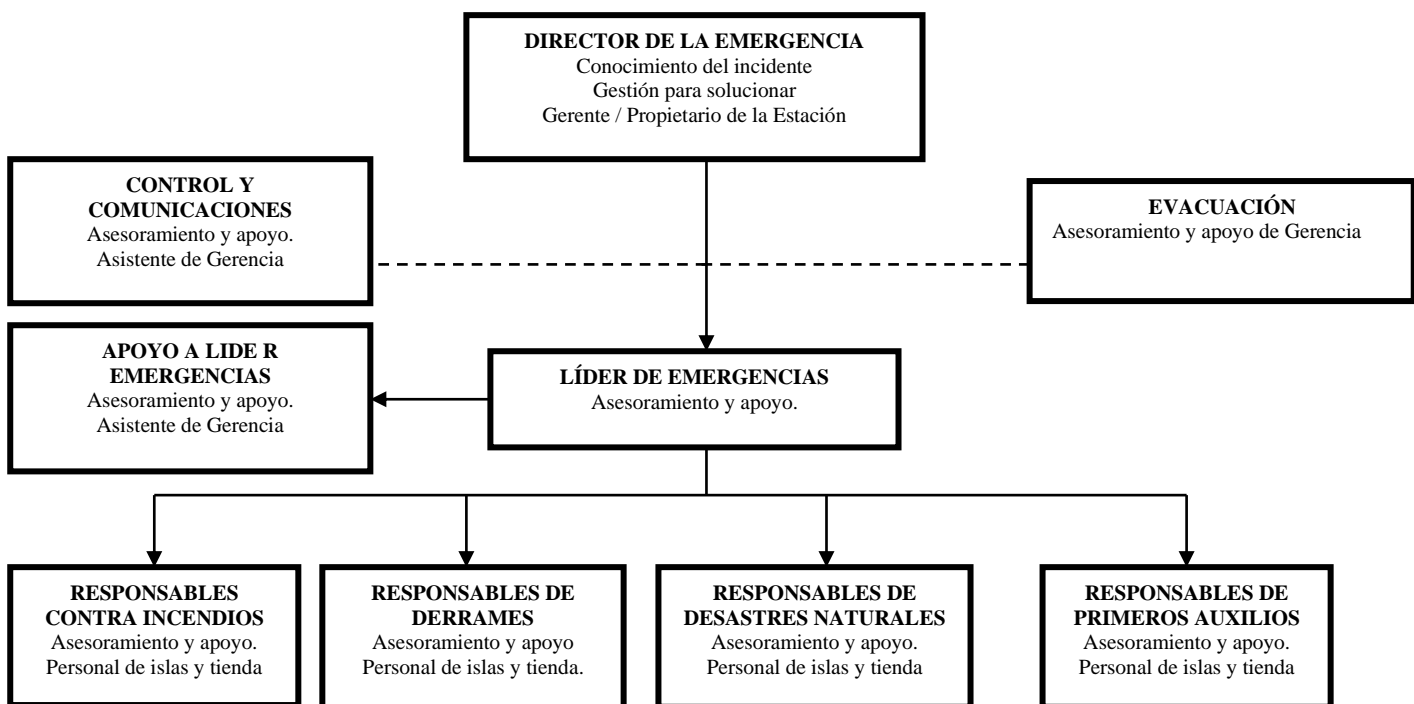 DIRECTOR DE LA EMERGENCIA
Conocimiento del incidente
Gestión para solucionar
Gerente / Propietario de la Estación
CONTROL Y
COMUNICACIONES
Asesoramiento y apoyo.
Asistente de Gerencia
EVACUACIÓN
Asesoramiento y apoyo de Gerencia
APOYO A LIDE R
EMERGENCIAS
Asesoramiento y apoyo.
Asistente de Gerencia
LÍDER DE EMERGENCIAS
Asesoramiento y apoyo.
RESPONSABLES
CONTRA INCENDIOS
Asesoramiento y apoyo.
Personal de islas y tienda
RESPONSABLES DE
DERRAMES
Asesoramiento y apoyo
Personal de islas y tienda.
RESPONSABLES DE
DESASTRES NATURALES
Asesoramiento y apoyo.
Personal de islas y tienda
RESPONSABLES DE
PRIMEROS AUXILIOS
Asesoramiento y apoyo.
Personal de islas y tienda